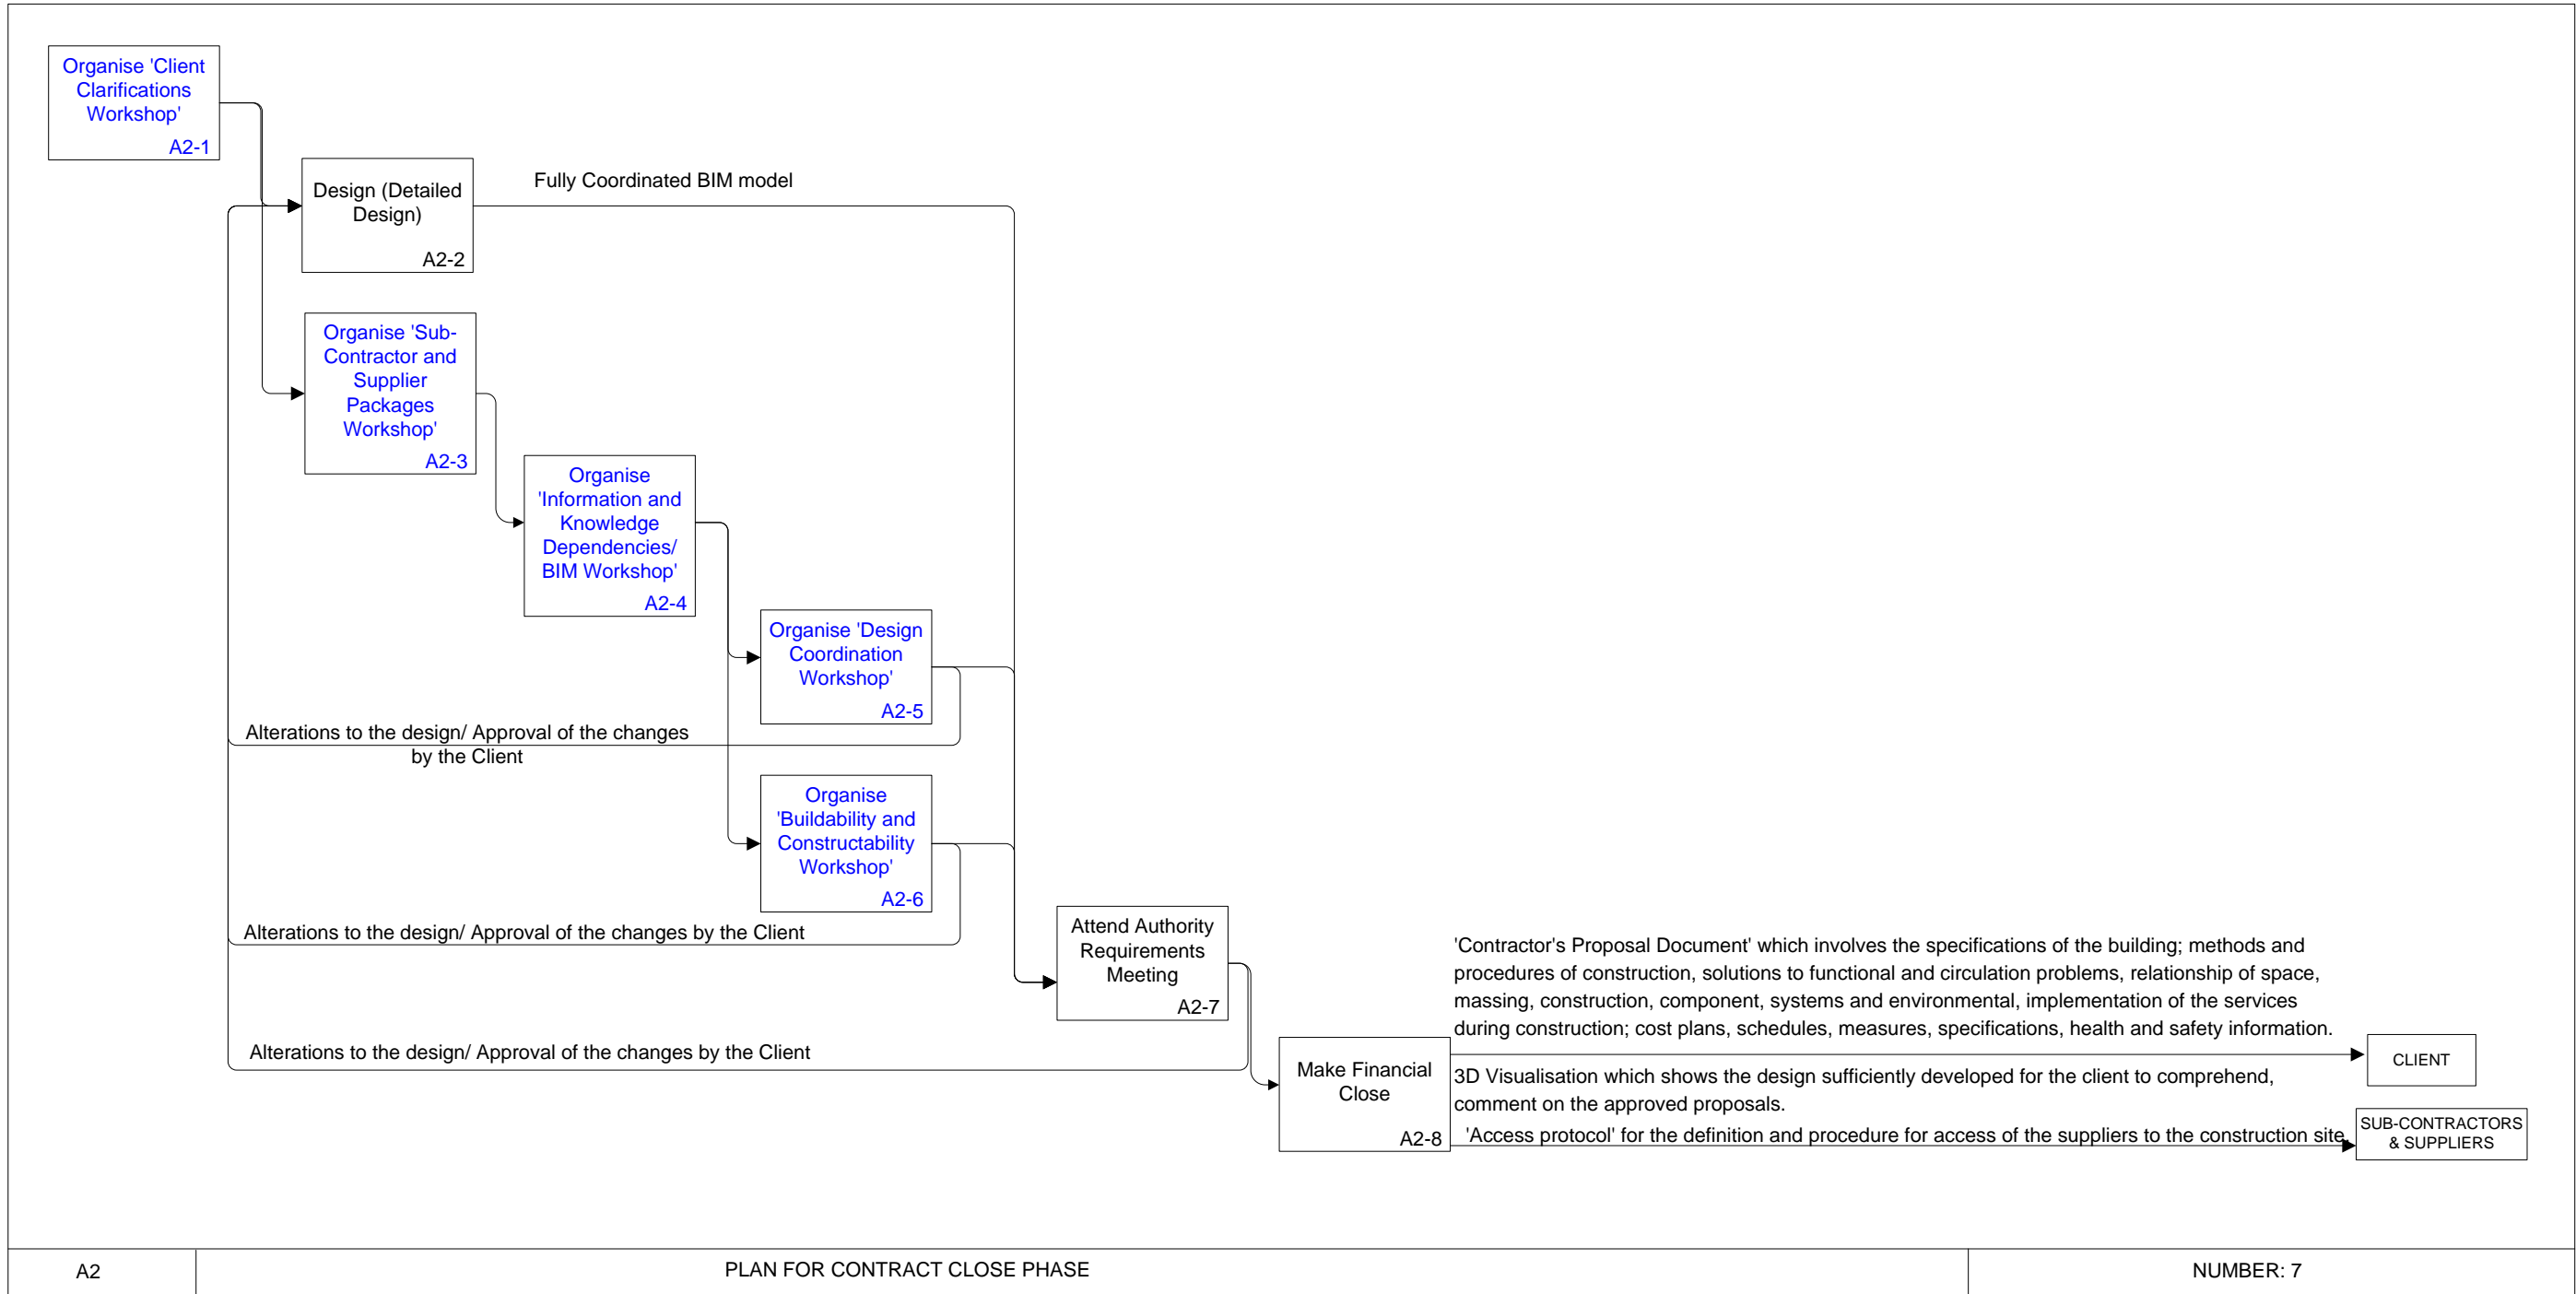 Organise 'Client
Clarifications
Workshop'
A2-1
Design (Detailed
Design)
A2-2
Fully Coordinated BIM model
Organise 'Sub-
Contractor and
Supplier
Packages
Workshop'
A2-3
Organise
'Information and
Knowledge
Dependencies/
BIM Workshop'
A2-4
Organise 'Design
Coordination
Workshop'
A2-5
Alterations to the design/ Approval of the changes
by the Client
Organise
'Buildability and
Constructability
Workshop'
A2-6
Alterations to the design/ Approval of the changes by the Client
Attend Authority
Requirements
Meeting
A2-7
Alterations to the design/ Approval of the changes by the Client
Make Financial
Close
A2-8
'Contractor's Proposal Document' which involves the specifications of the building; methods and
procedures of construction, solutions to functional and circulation problems, relationship of space,
massing, construction, component, systems and environmental, implementation of the services
during construction; cost plans, schedules, measures, specifications, health and safety information.
CLIENT
3D Visualisation which shows the design sufficiently developed for the client to comprehend,
comment on the approved proposals.
'Access protocol' for the definition and procedure for access of the suppliers to the construction site.
SUB-CONTRACTORS
& SUPPLIERS
A2
PLAN FOR CONTRACT CLOSE PHASE
NUMBER: 7